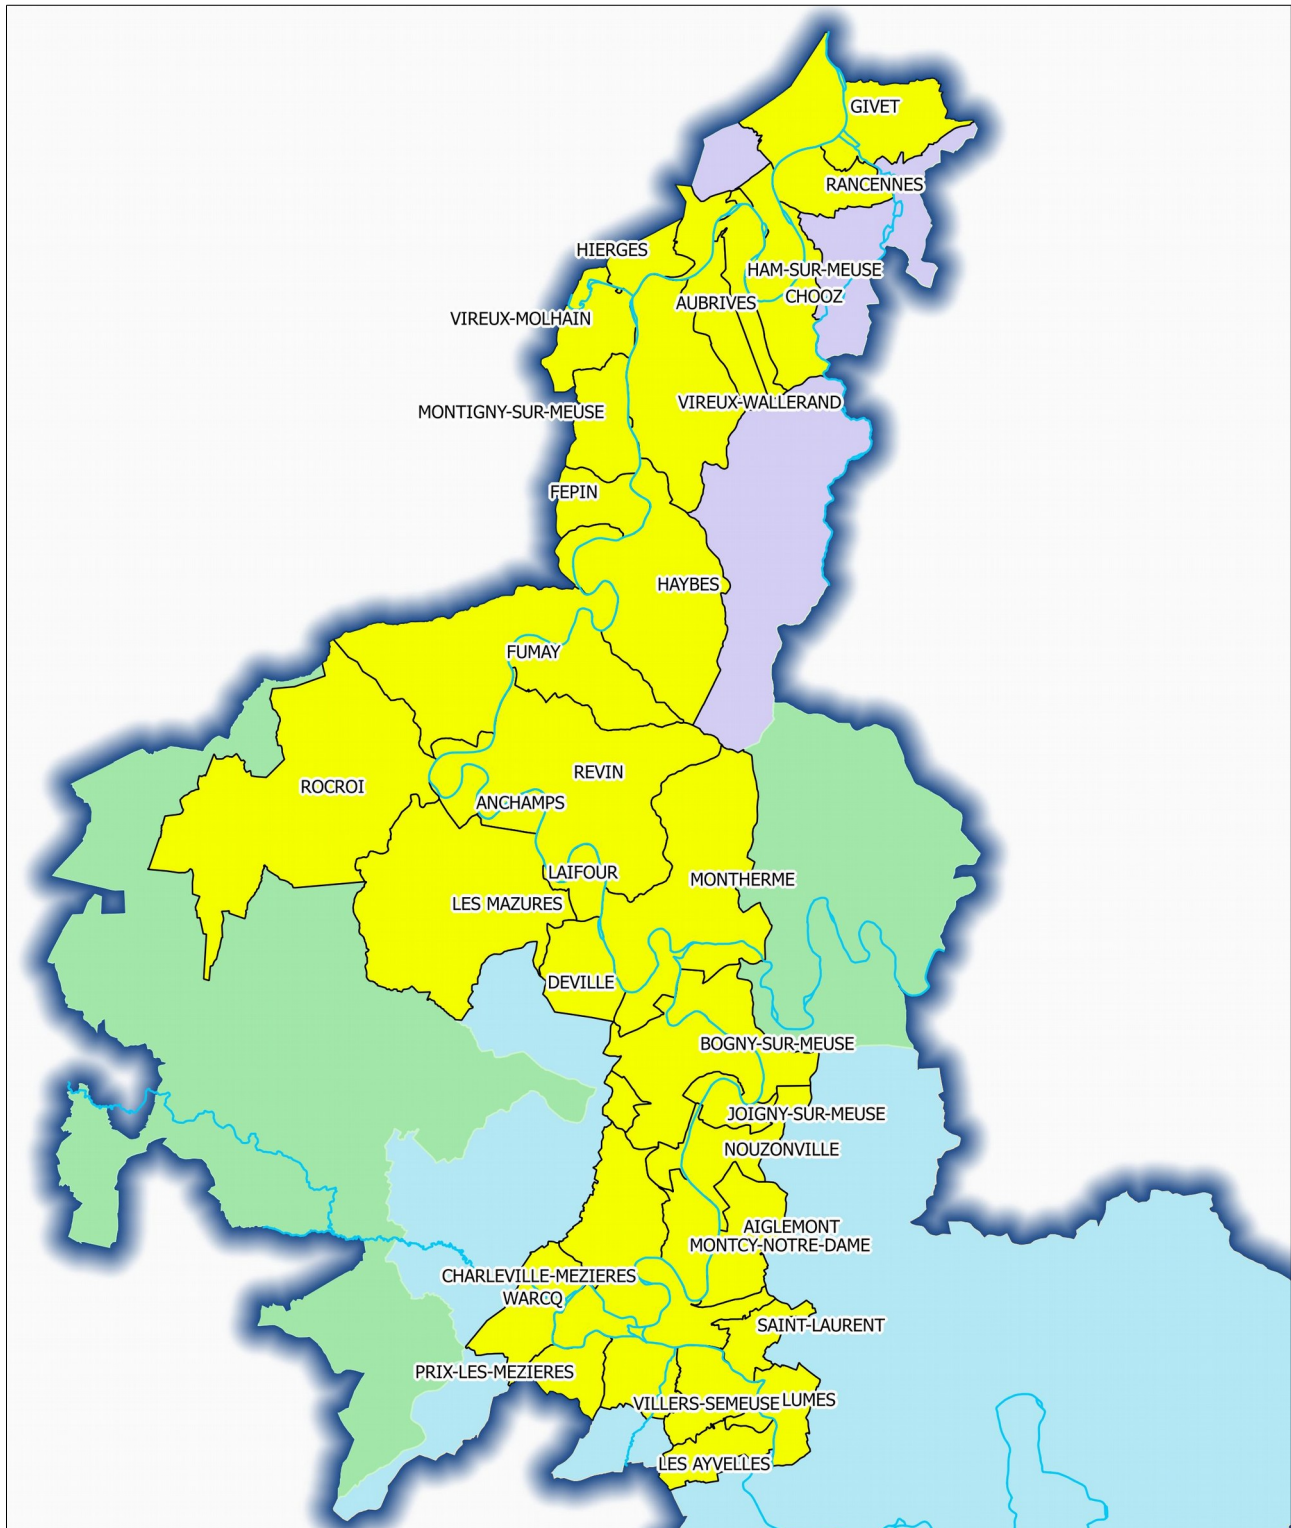 GIVET
RANCENNES
HIERGES
HAM-SUR-MEUSE
CHOOZ
AUBRIVES
VIREUX-MOLHAIN
VIREUX-WALLERAND
MONTIGNY-SUR-MEUSE
FEPIN
HAYBES
FUMAY
REVIN
ROCROI
ANCHAMPS
LAIFOUR
MONTHERME
LES MAZURES
DEVILLE
BOGNY-SUR-MEUSE
JOIGNY-SUR-MEUSE
NOUZONVILLE
AIGLEMONT
MONTCY-NOTRE-DAME
CHARLEVILLE-MEZIERES
WARCQ
SAINT-LAURENT
PRIX-LES-MEZIERES
VILLERS-SEMEUSE
LUMES
LES AYVELLES